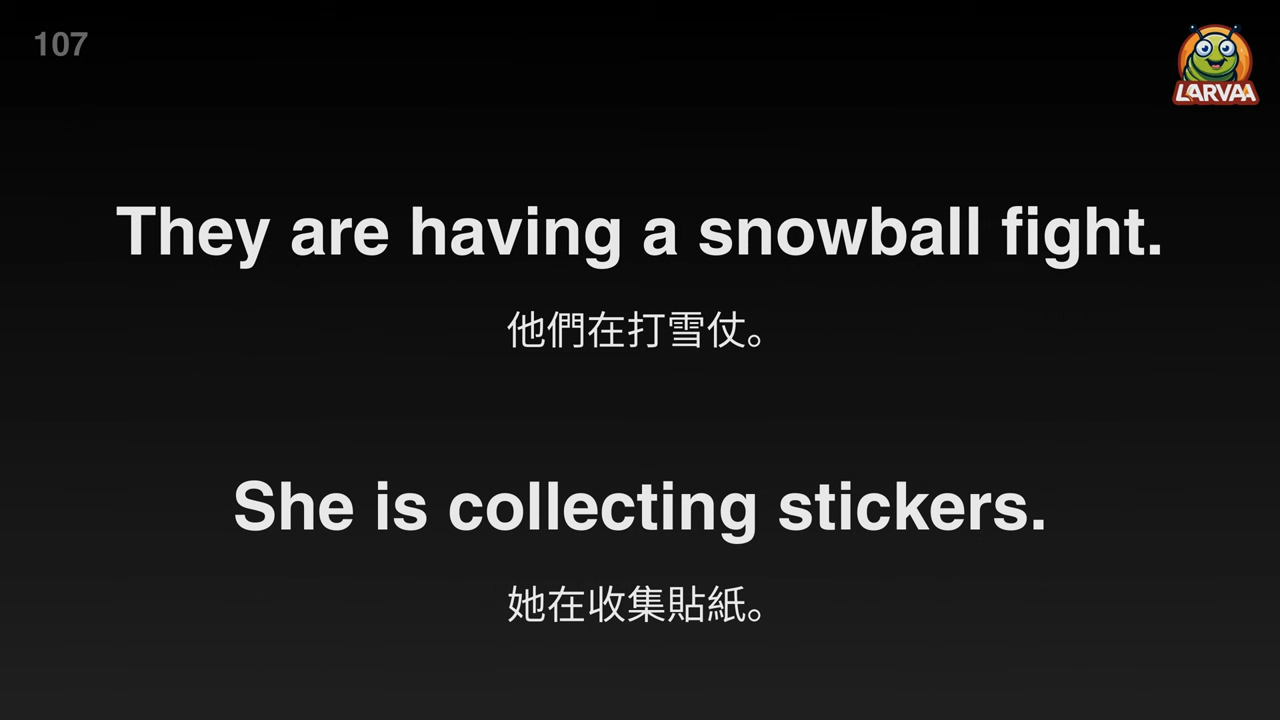 107
LARVAA
They are having a snowball fight.
他們在打雪仗。
She is collecting stickers.
她在收集貼紙。